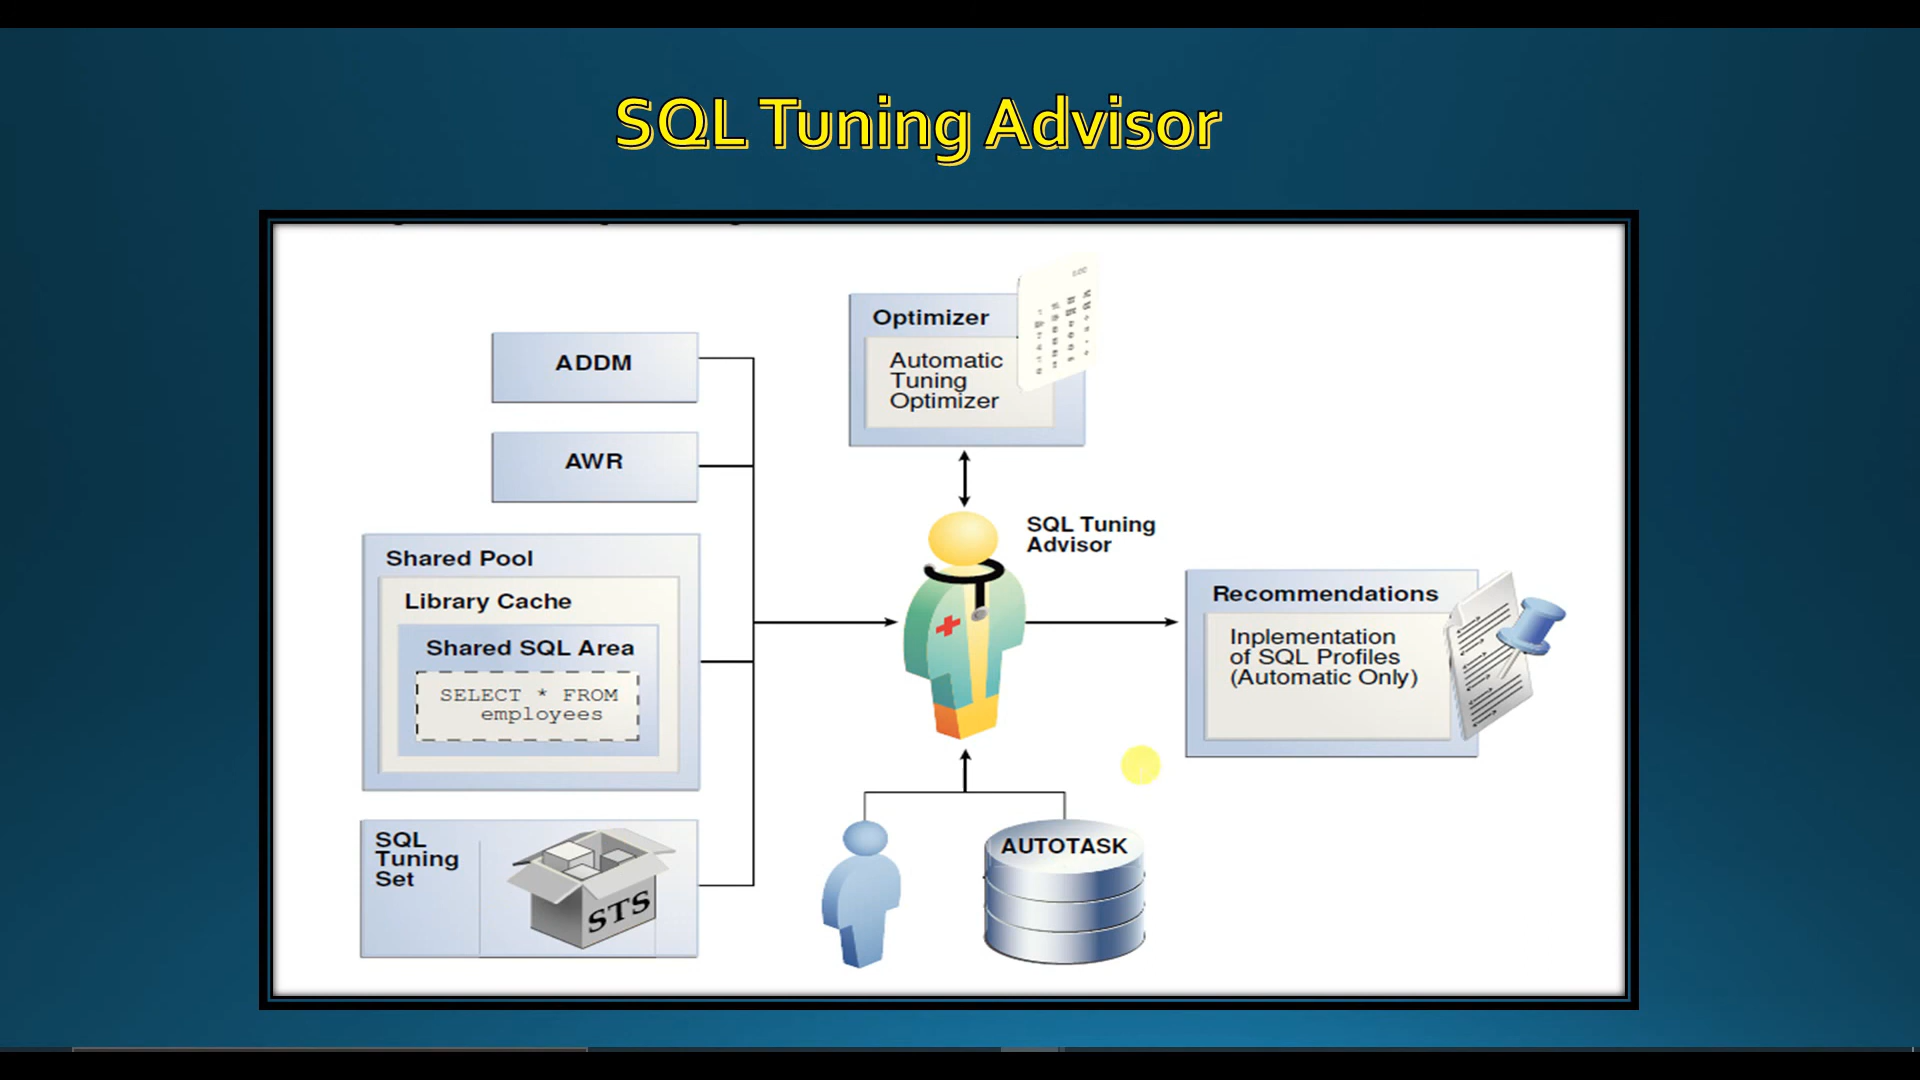 SQL Tuning Advisor
ADDM
AWR
Shared Pool
Library Cache
Shared SQL Area
SELECT * FROM
employees
SQL
Tuning
Set
STS
Optimizer
Automatic
Tuning
Optimizer
SQL Tuning
Advisor
AUTOTASK
Recommendations
Inplementation
of SQL Profiles
(Automatic Only)